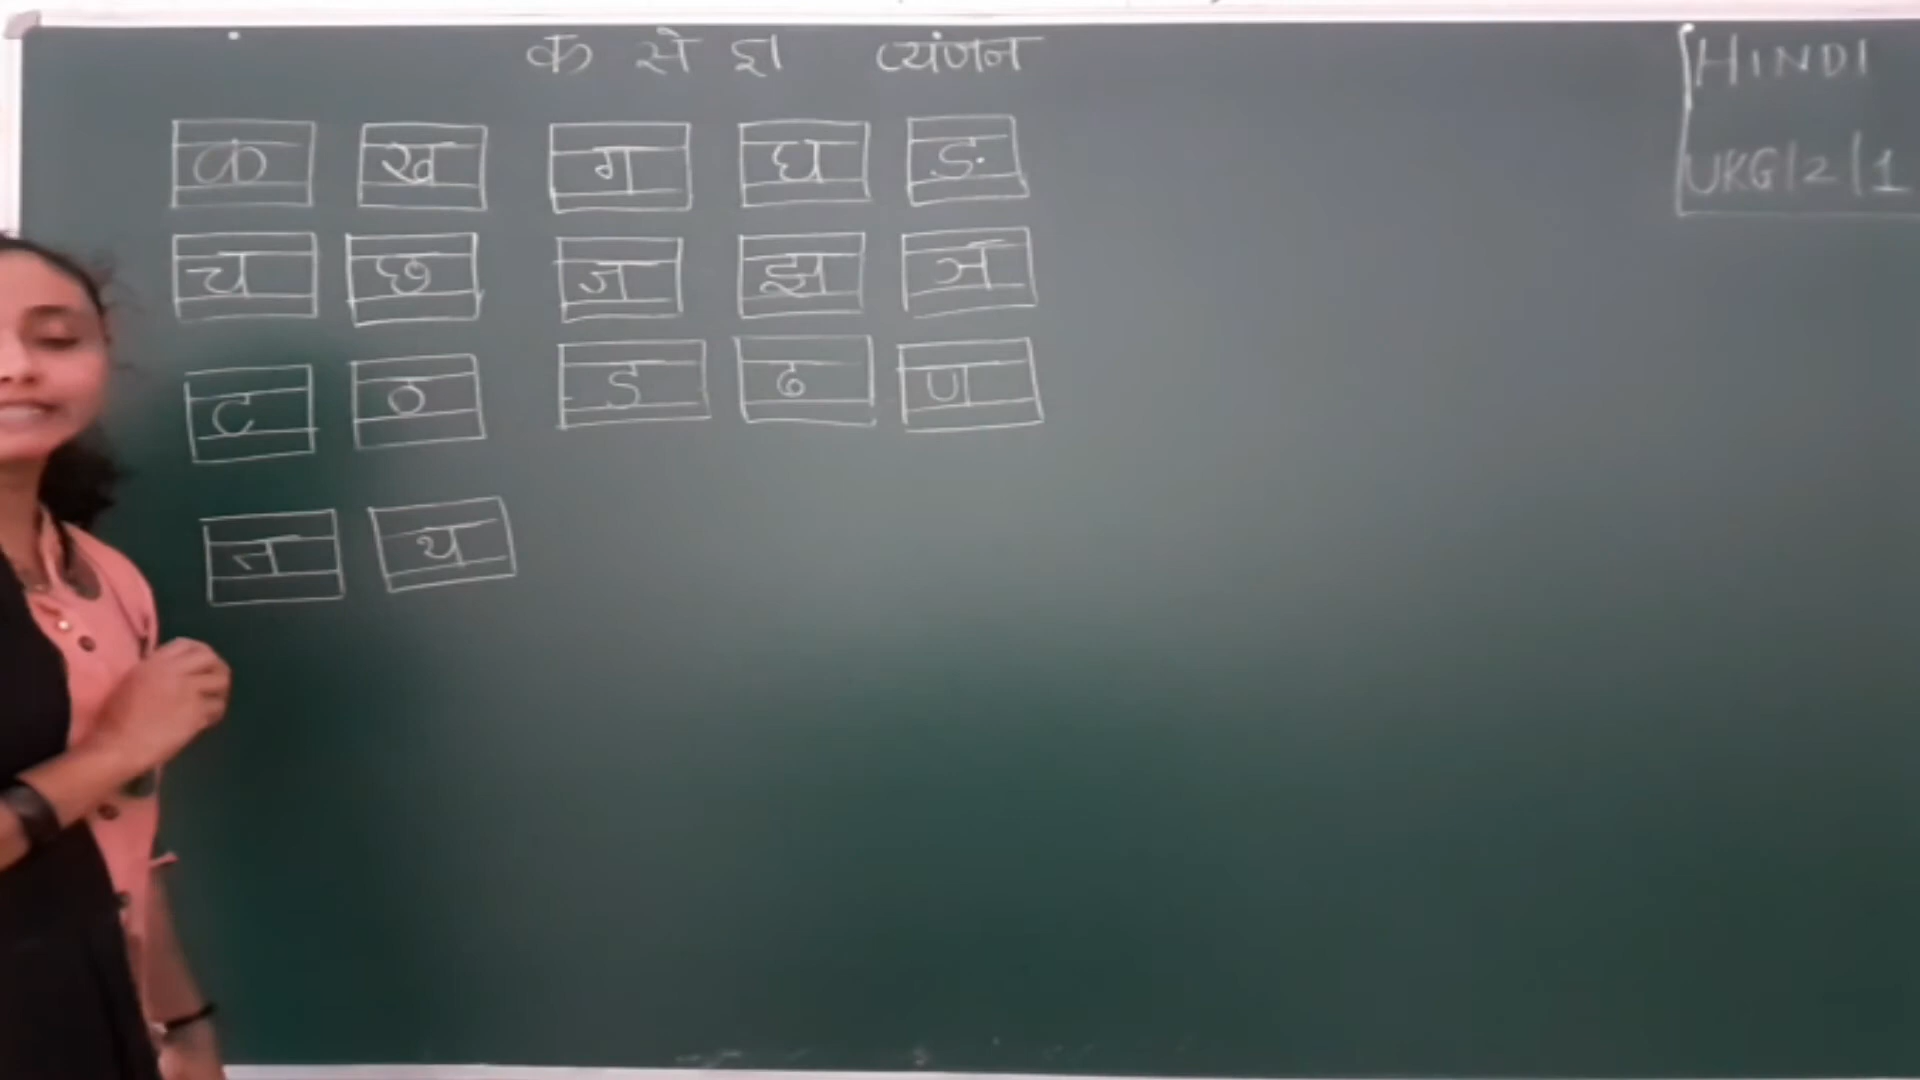 क से ज्ञ व्यंजन
HINDI
UKG/2/1
क ख ग घ ङ
च छ ज झ ञ
ट ठ ड ढ ण
त थ